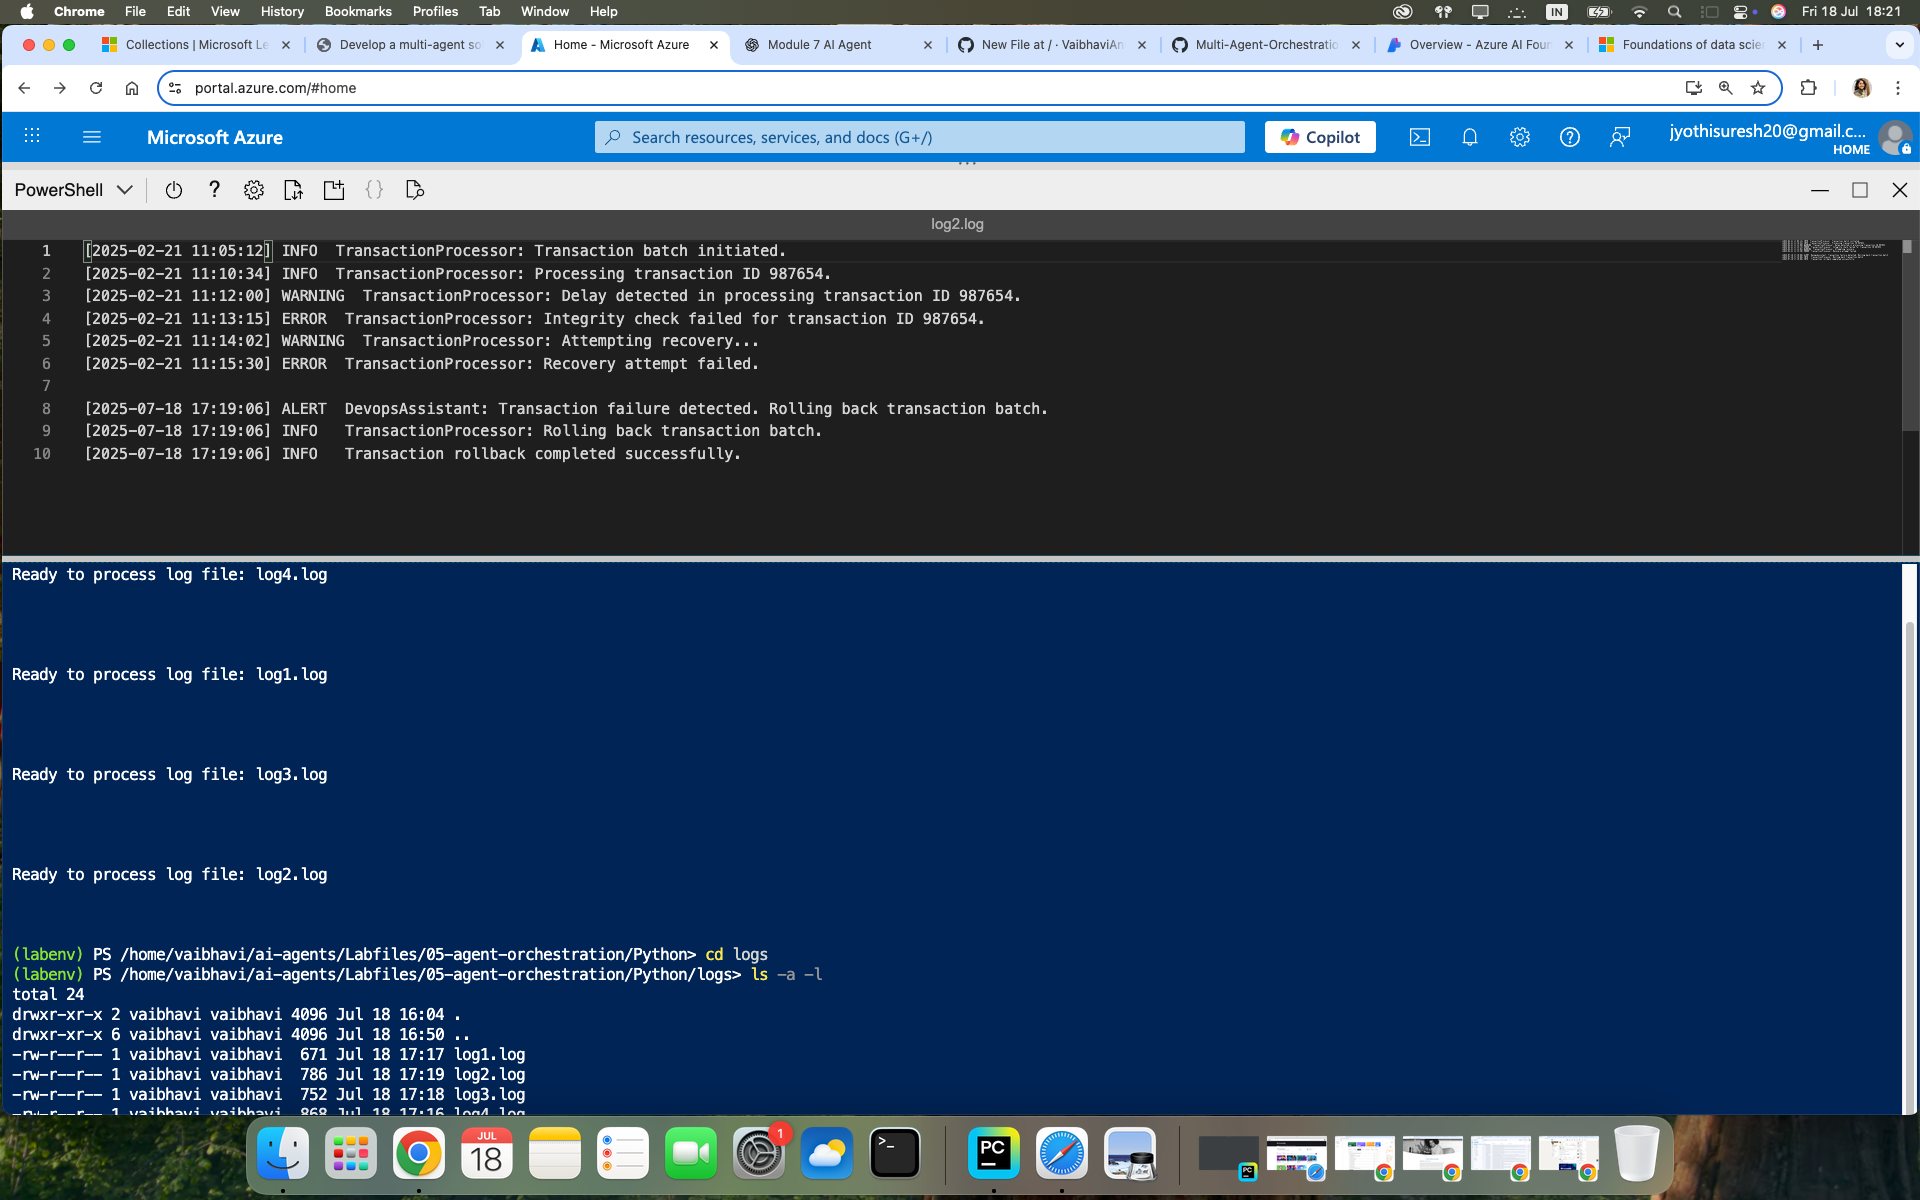 Chrome File Edit View History Bookmarks Profiles Tab Window Help IN Fri 18 Jul 18:21
Collections | Microsoft Le Develop a multi-agent so Home - Microsoft Azure Module 7 AI Agent New File at / · VaibhaviAn Multi-Agent-Orchestratio Overview - Azure AI Foun Foundations of data scie
portal.azure.com/#home
Microsoft Azure Search resources, services, and docs (G+/) Copilot jyothisuresh20@gmail.c...
HOME
PowerShell
log2.log
1 [2025-02-21 11:05:12] INFO TransactionProcessor: Transaction batch initiated.
2 [2025-02-21 11:10:34] INFO TransactionProcessor: Processing transaction ID 987654.
3 [2025-02-21 11:12:00] WARNING TransactionProcessor: Delay detected in processing transaction ID 987654.
4 [2025-02-21 11:13:15] ERROR TransactionProcessor: Integrity check failed for transaction ID 987654.
5 [2025-02-21 11:14:02] WARNING TransactionProcessor: Attempting recovery...
6 [2025-02-21 11:15:30] ERROR TransactionProcessor: Recovery attempt failed.
7
8 [2025-07-18 17:19:06] ALERT DevopsAssistant: Transaction failure detected. Rolling back transaction batch.
9 [2025-07-18 17:19:06] INFO TransactionProcessor: Rolling back transaction batch.
10 [2025-07-18 17:19:06] INFO Transaction rollback completed successfully.
Ready to process log file: log4.log
Ready to process log file: log1.log
Ready to process log file: log3.log
Ready to process log file: log2.log
(labenv) PS /home/vaibhavi/ai-agents/Labfiles/05-agent-orchestration/Python> cd logs
(labenv) PS /home/vaibhavi/ai-agents/Labfiles/05-agent-orchestration/Python/logs> ls -a -l
total 24
drwxr-xr-x 2 vaibhavi vaibhavi 4096 Jul 18 16:04 .
drwxr-xr-x 6 vaibhavi vaibhavi 4096 Jul 18 16:50 ..
-rw-r--r-- 1 vaibhavi vaibhavi 671 Jul 18 17:17 log1.log
-rw-r--r-- 1 vaibhavi vaibhavi 786 Jul 18 17:19 log2.log
-rw-r--r-- 1 vaibhavi vaibhavi 752 Jul 18 17:18 log3.log
-rw-r--r-- 1 vaibhavi vaibhavi 868 Jul 18 17:16 log4.log
JUL
18
1
PC